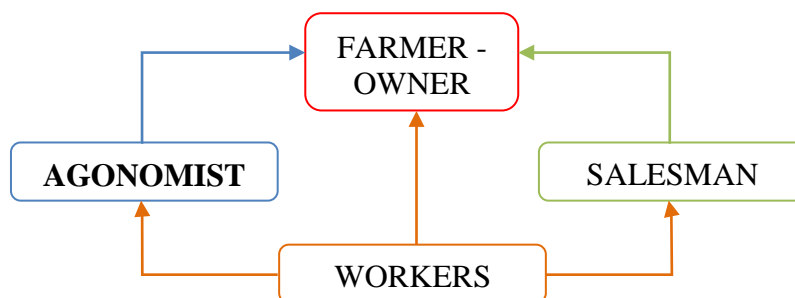 FARMER -
OWNER
AGONOMIST
SALESMAN
WORKERS